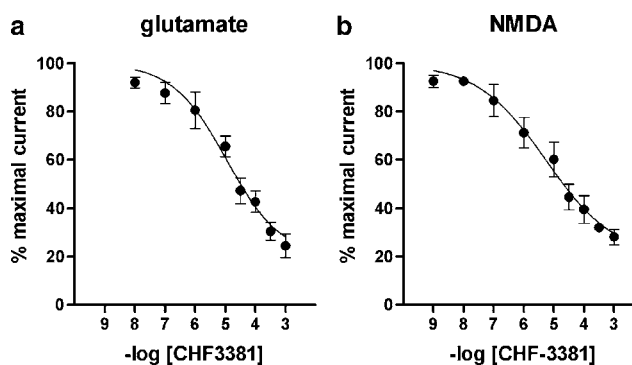 a
glutamate
% maximal current
100
80
60
40
20
0
9 8 7 6 5 4 3
-log [CHF3381]
b
NMDA
% maximal current
100
80
60
40
20
0
9 8 7 6 5 4 3
-log [CHF-3381]